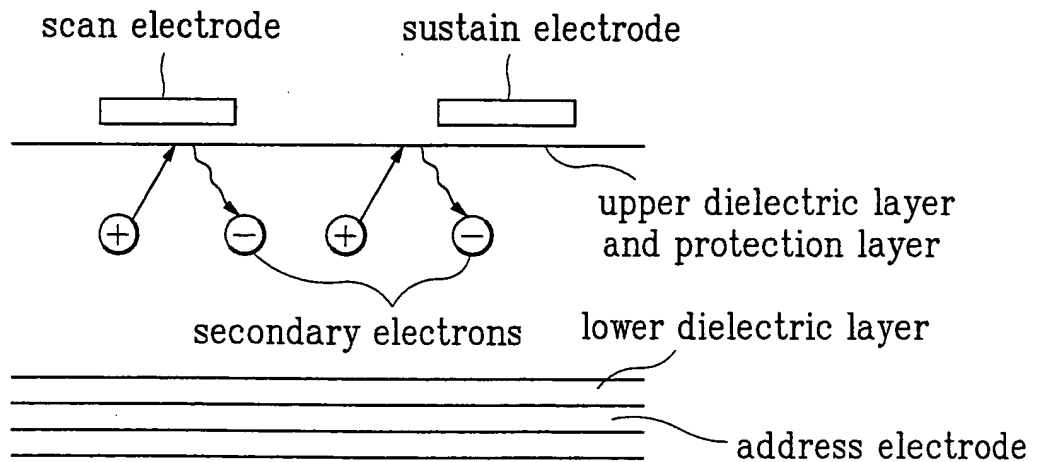 scan electrode
sustain electrode
+
−
+
−
upper dielectric layer
and protection layer
secondary electrons
lower dielectric layer
address electrode